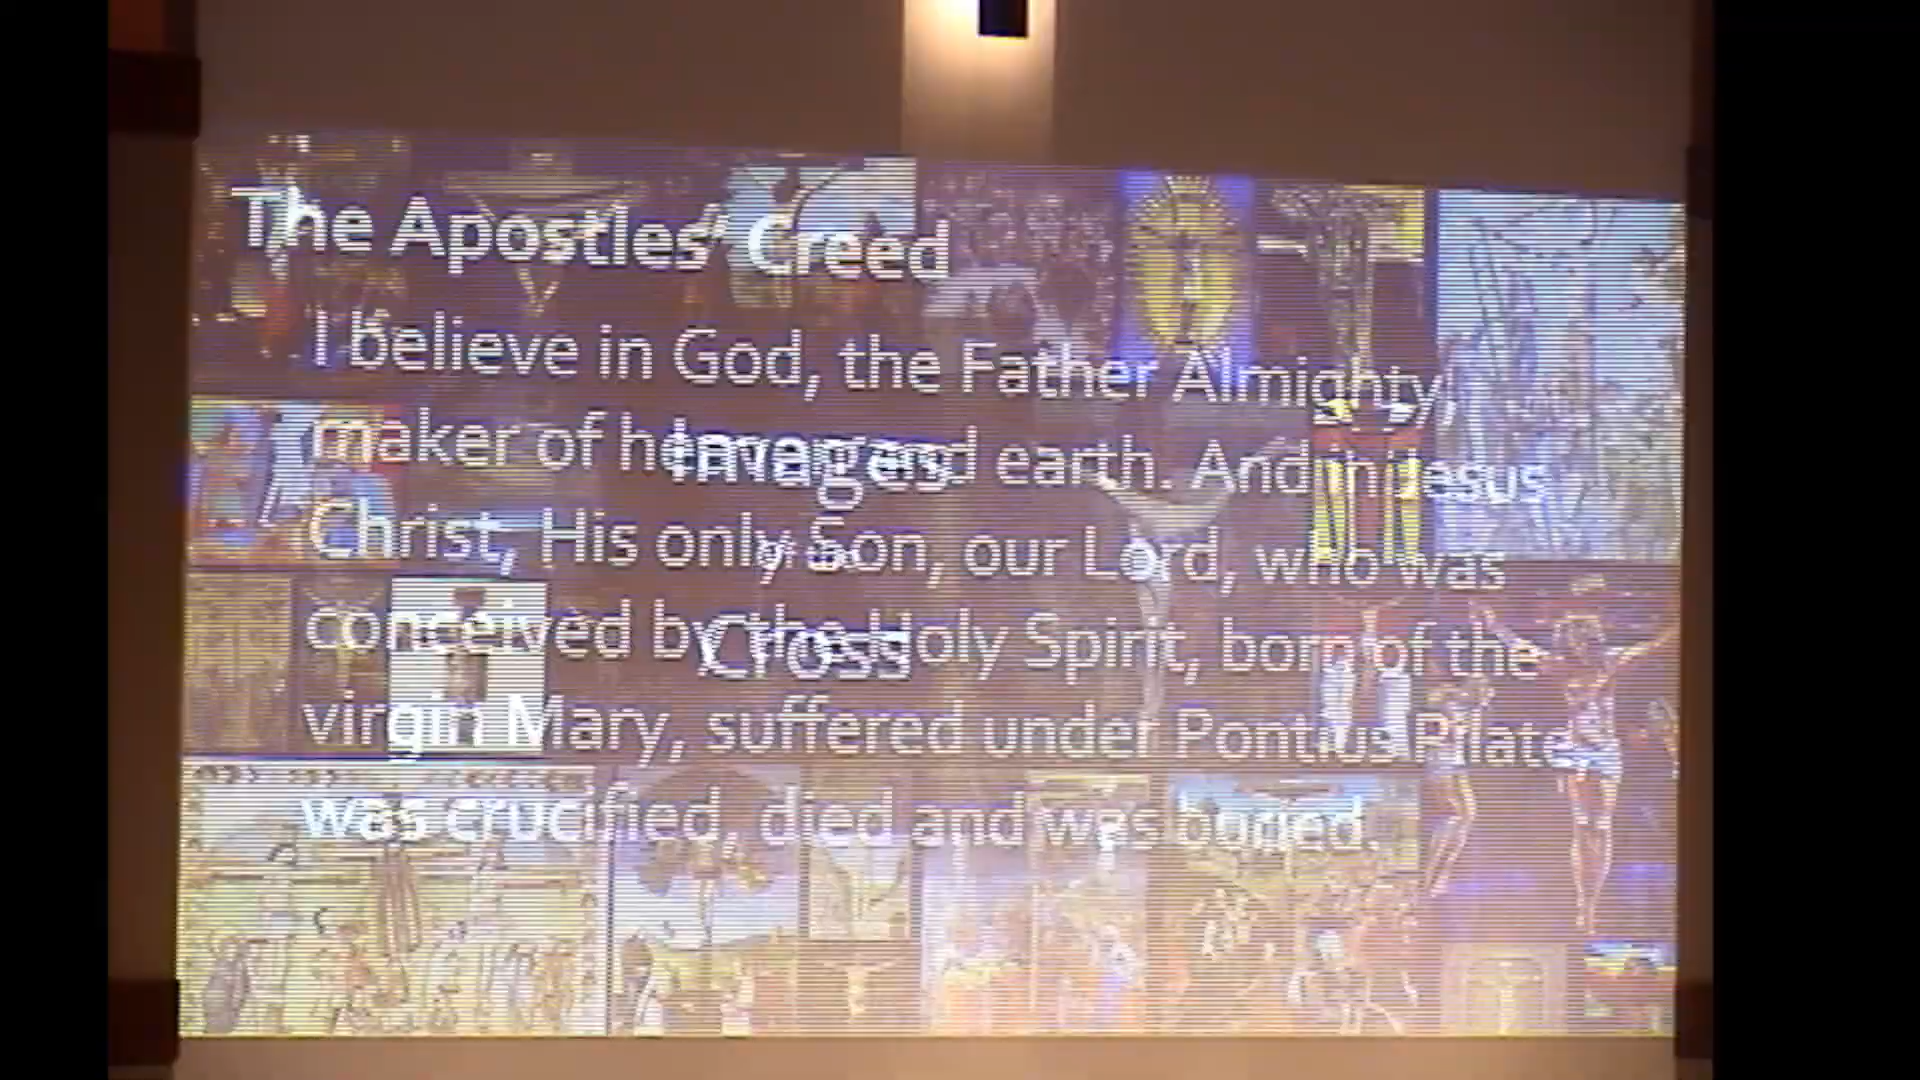 The Apostles' Creed
I believe in God, the Father Almighty,
maker of heaven and earth. And in Jesus
Christ, His only Son, our Lord, who was
conceived by the Holy Spirit, born of the
virgin Mary, suffered under Pontius Pilate,
was crucified, died and was buried.
Images
of the
Cross